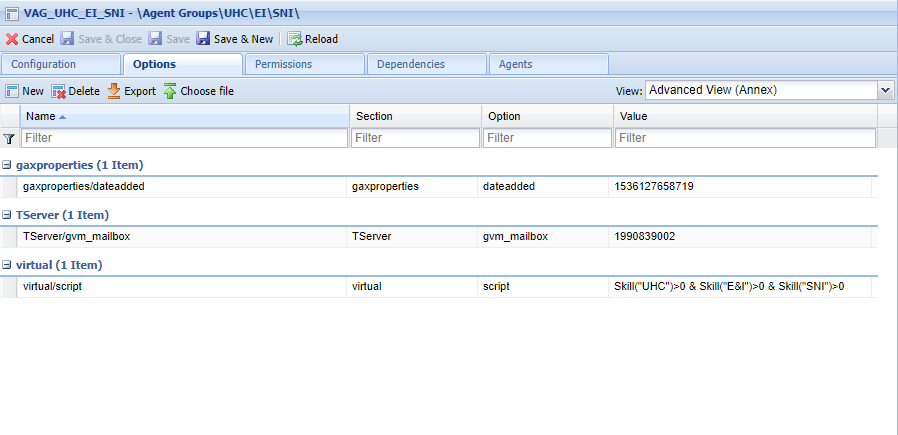 VAG_UHC_EI_SNI - \Agent Groups\UHC\EI\SNI\
Cancel Save & Close Save Save & New Reload
Configuration Options Permissions Dependencies Agents
New Delete Export Choose file View: Advanced View (Annex)
Name Section Option Value
Filter Filter Filter Filter
gaxproperties (1 Item)
gaxproperties/dateadded gaxproperties dateadded 1536127658719
TServer (1 Item)
TServer/gvm_mailbox TServer gvm_mailbox 1990839002
virtual (1 Item)
virtual/script virtual script Skill("UHC")>0 & Skill("E&I")>0 & Skill("SNI")>0